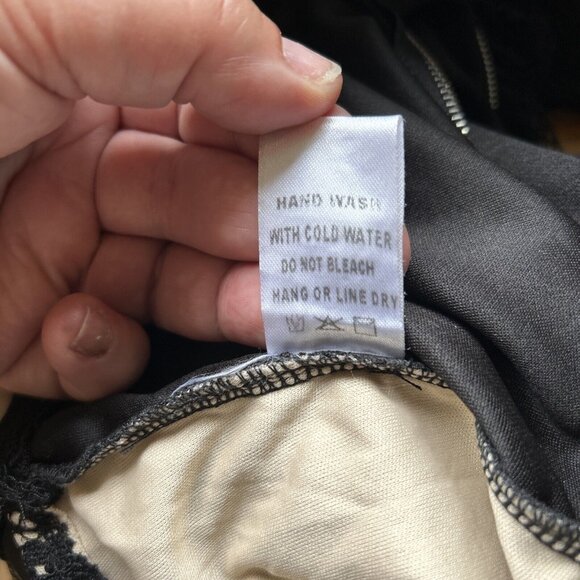 HAND WASH
WITH COLD WATER
DO NOT BLEACH
HANG OR LINE DRY